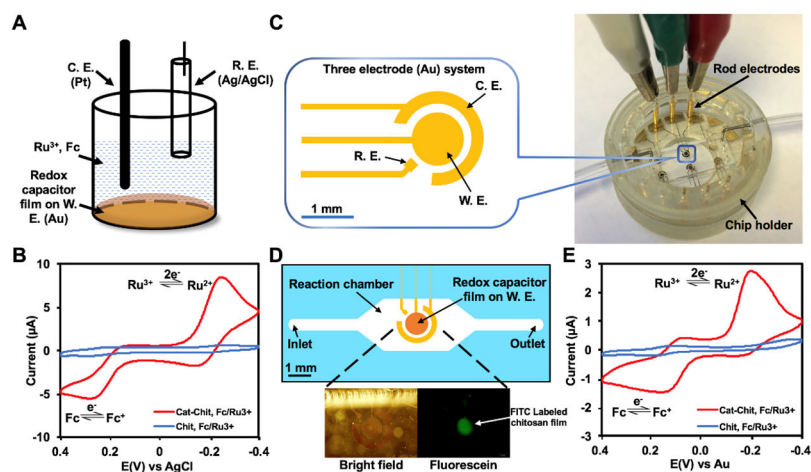 A
C. E.
(Pt)
R. E.
(Ag/AgCl)
Ru³⁺, Fc
Redox
capacitor
film on W.
E. (Au)
C
Three electrode (Au) system
C. E.
R. E.
W. E.
1 mm
Rod electrodes
Chip holder
B
10
5
0
-5
-10
Current (µA)
2e⁻
Ru³⁺ ⇌ Ru²⁺
e⁻
Fc ⇌ Fc⁺
Cat-Chit, Fc/Ru3+
Chit, Fc/Ru3+
0.4 0.2 0 -0.2 -0.4
E(V) vs AgCl
D
Reaction chamber
Redox capacitor
film on W. E.
Inlet
Outlet
1 mm
FITC Labeled
chitosan film
Bright field
Fluorescein
E
3
2
1
0
-1
-2
-3
Current (µA)
2e⁻
Ru³⁺ ⇌ Ru²⁺
e⁻
Fc ⇌ Fc⁺
Cat-Chit, Fc/Ru3+
Chit, Fc/Ru3+
0.4 0.2 0 -0.2 -0.4
E(V) vs Au